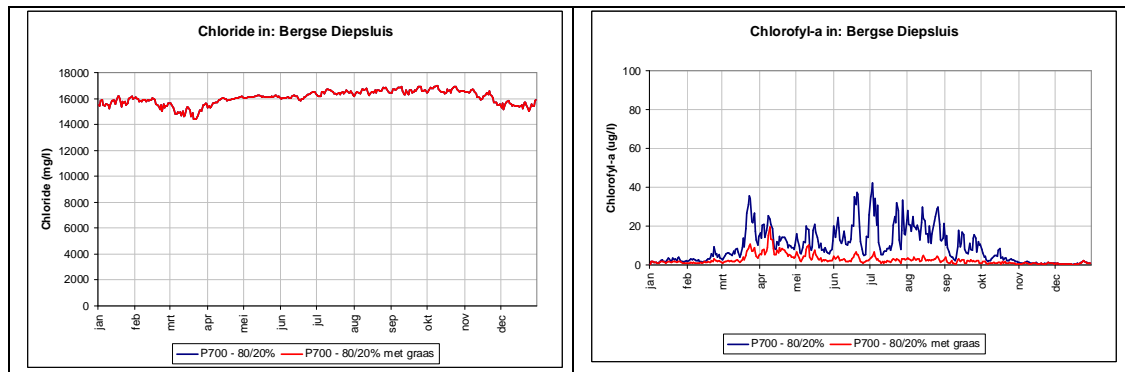 Chloride in: Bergse Diepsluis
Chloride (mg/l)
18000
16000
14000
12000
10000
8000
6000
4000
2000
0
jan
feb
mrt
apr
mei
jun
jul
aug
sep
okt
nov
dec
P700 - 80/20%
P700 - 80/20% met graas
Chlorofyl-a in: Bergse Diepsluis
Chlorofyl-a (ug/l)
100
80
60
40
20
0
jan
feb
mrt
apr
mei
jun
jul
aug
sep
okt
nov
dec
P700 - 80/20%
P700 - 80/20% met graas